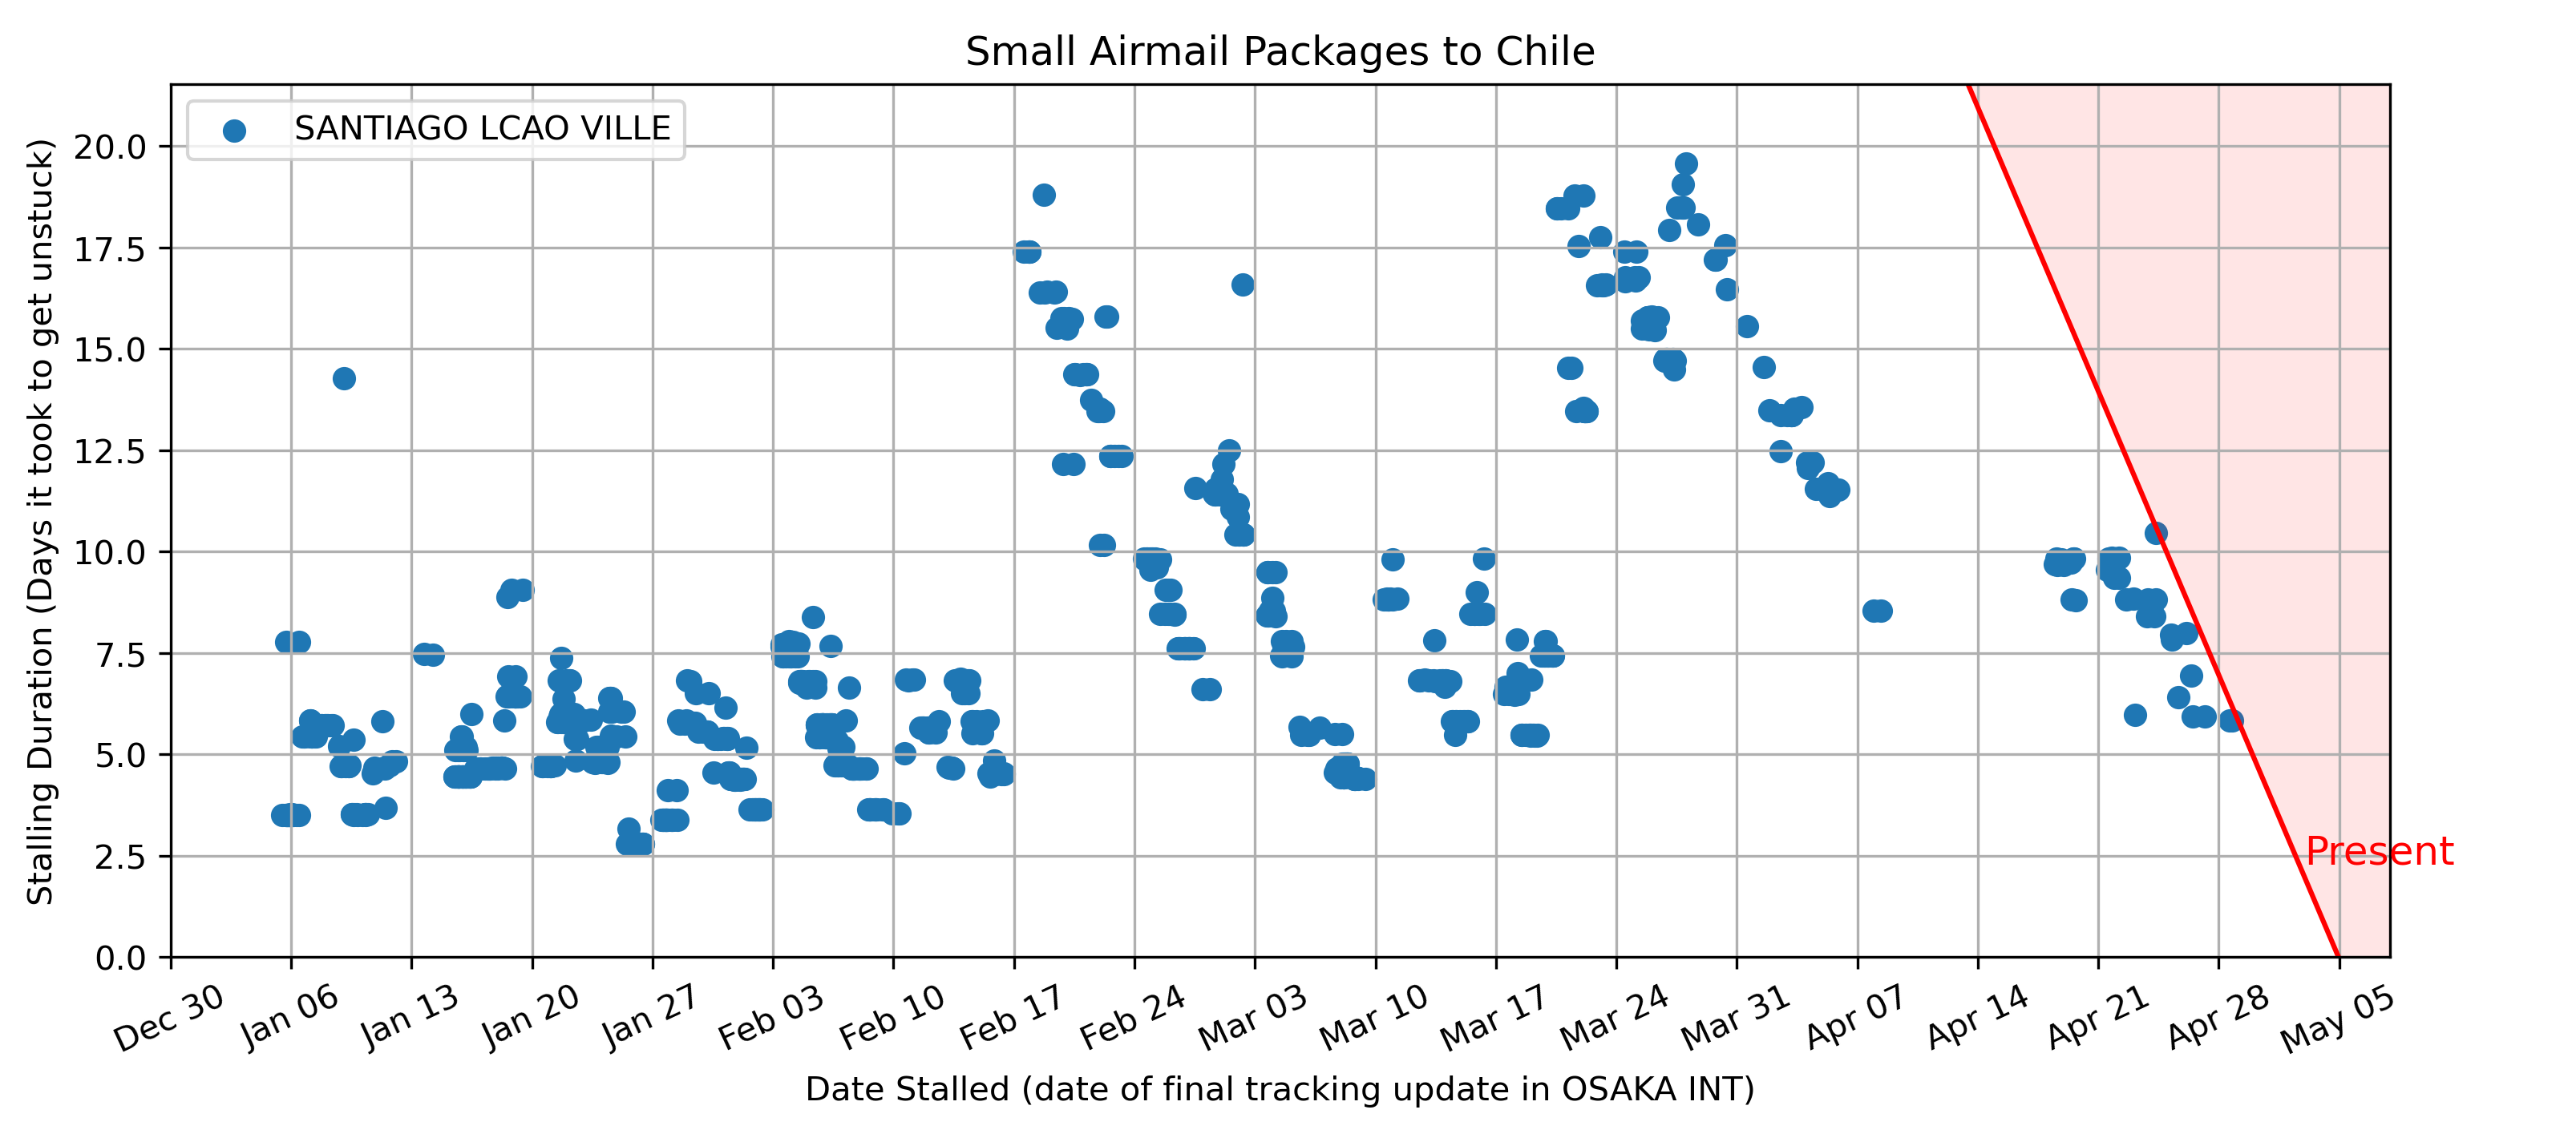 Small Airmail Packages to Chile
SANTIAGO LCAO VILLE
Stalling Duration (Days it took to get unstuck)
20.0
17.5
15.0
12.5
10.0
7.5
5.0
2.5
0.0
Present
Dec 30
Jan 06
Jan 13
Jan 20
Jan 27
Feb 03
Feb 10
Feb 17
Feb 24
Mar 03
Mar 10
Mar 17
Mar 24
Mar 31
Apr 07
Apr 14
Apr 21
Apr 28
May 05
Date Stalled (date of final tracking update in OSAKA INT)